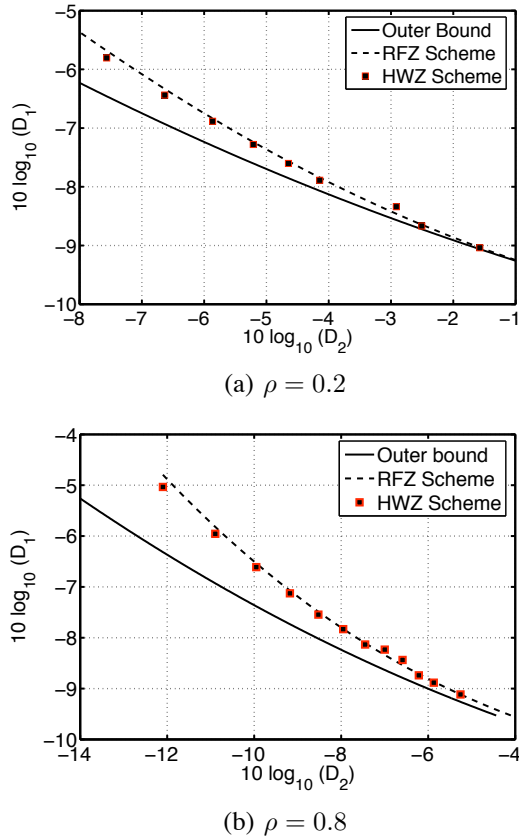 −5
−6
−7
−8
−9
−10
10 log10 (D1)
Outer Bound
RFZ Scheme
HWZ Scheme
−8 −7 −6 −5 −4 −3 −2 −1
10 log10 (D2)
(a) ρ = 0.2
−4
−5
−6
−7
−8
−9
−10
10 log10 (D1)
Outer bound
RFZ Scheme
HWZ Scheme
−14 −12 −10 −8 −6 −4
10 log10 (D2)
(b) ρ = 0.8